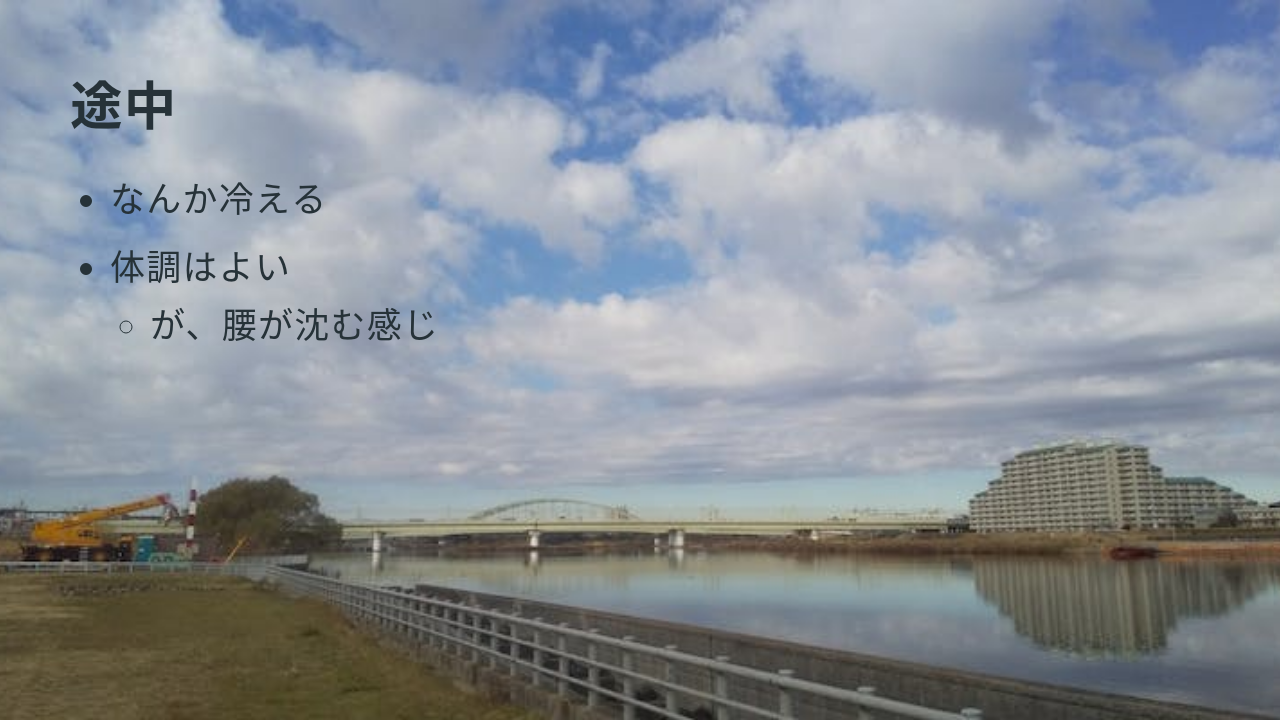 途中
なんか冷える
体調はよい
が、腰が沈む感じ